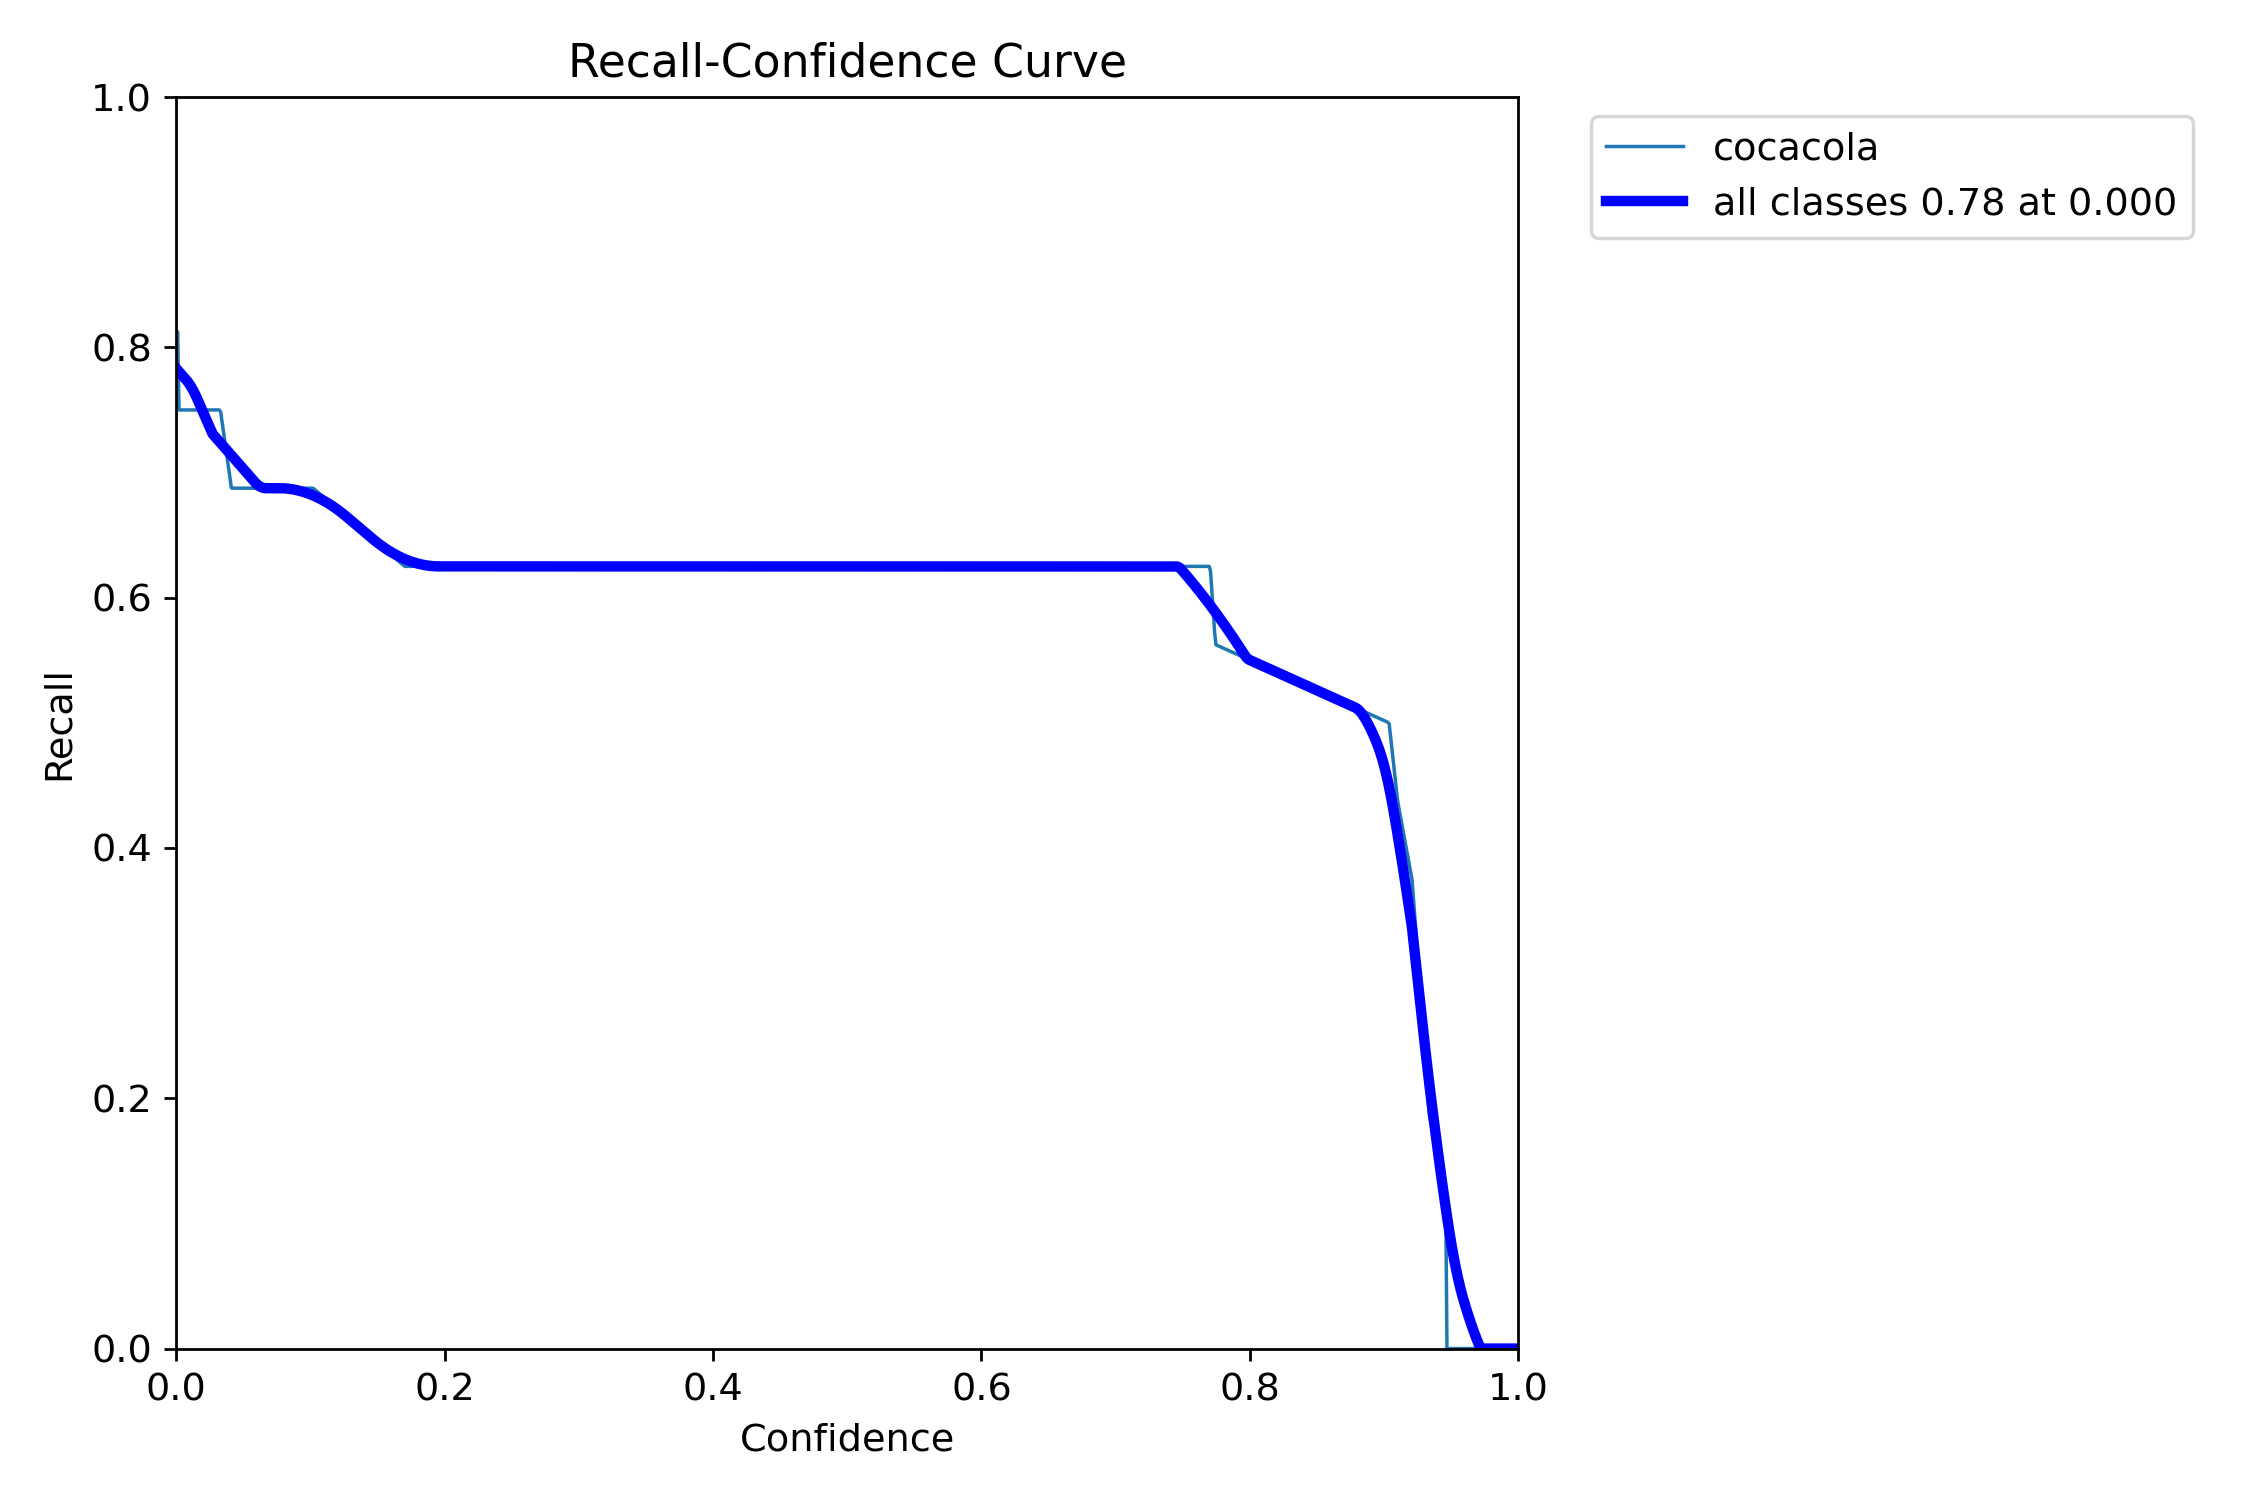 Recall-Confidence Curve
1.0
0.8
0.6
0.4
0.2
0.0
Recall
0.0 0.2 0.4 0.6 0.8 1.0
Confidence
cocacola
all classes 0.78 at 0.000